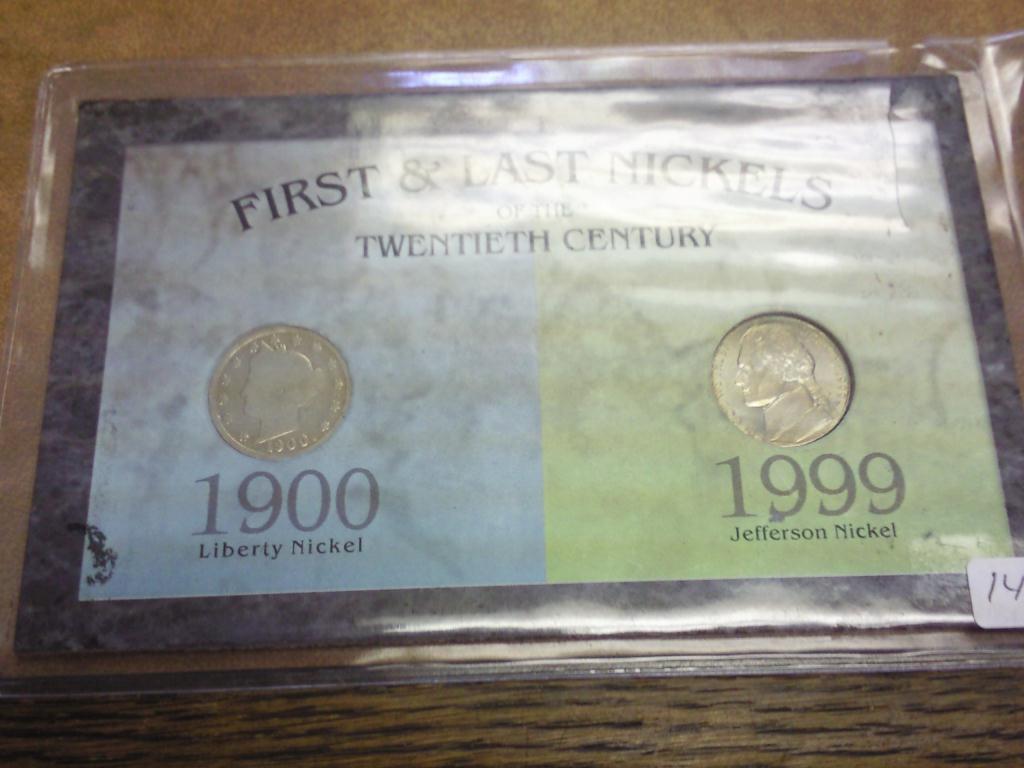 FIRST & LAST NICKELS
OF THE
TWENTIETH CENTURY
1900
1900
Liberty Nickel
1999
Jefferson Nickel
14